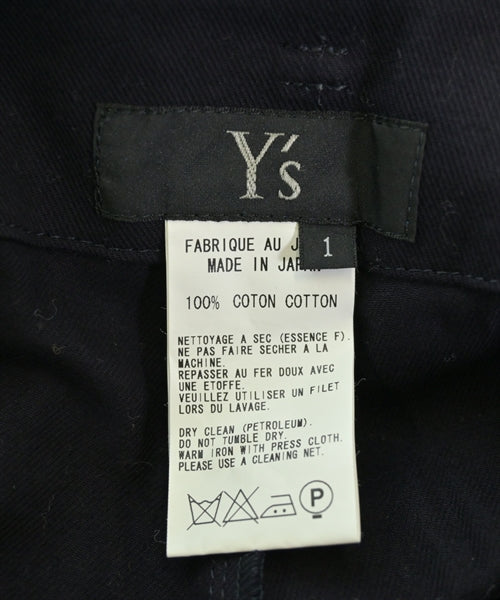 Y's
1
FABRIQUE AU J
MADE IN JAPAN
100% COTON COTTON
NETTOYAGE A SEC (ESSENCE F).
NE PAS FAIRE SECHER A LA
MACHINE.
REPASSER AU FER DOUX AVEC
UNE ETOFFE.
VEUILLEZ UTILISER UN FILET
LORS DU LAVAGE.
DRY CLEAN (PETROLEUM).
DO NOT TUMBLE DRY.
WARM IRON WITH PRESS CLOTH.
PLEASE USE A CLEANING NET.
P